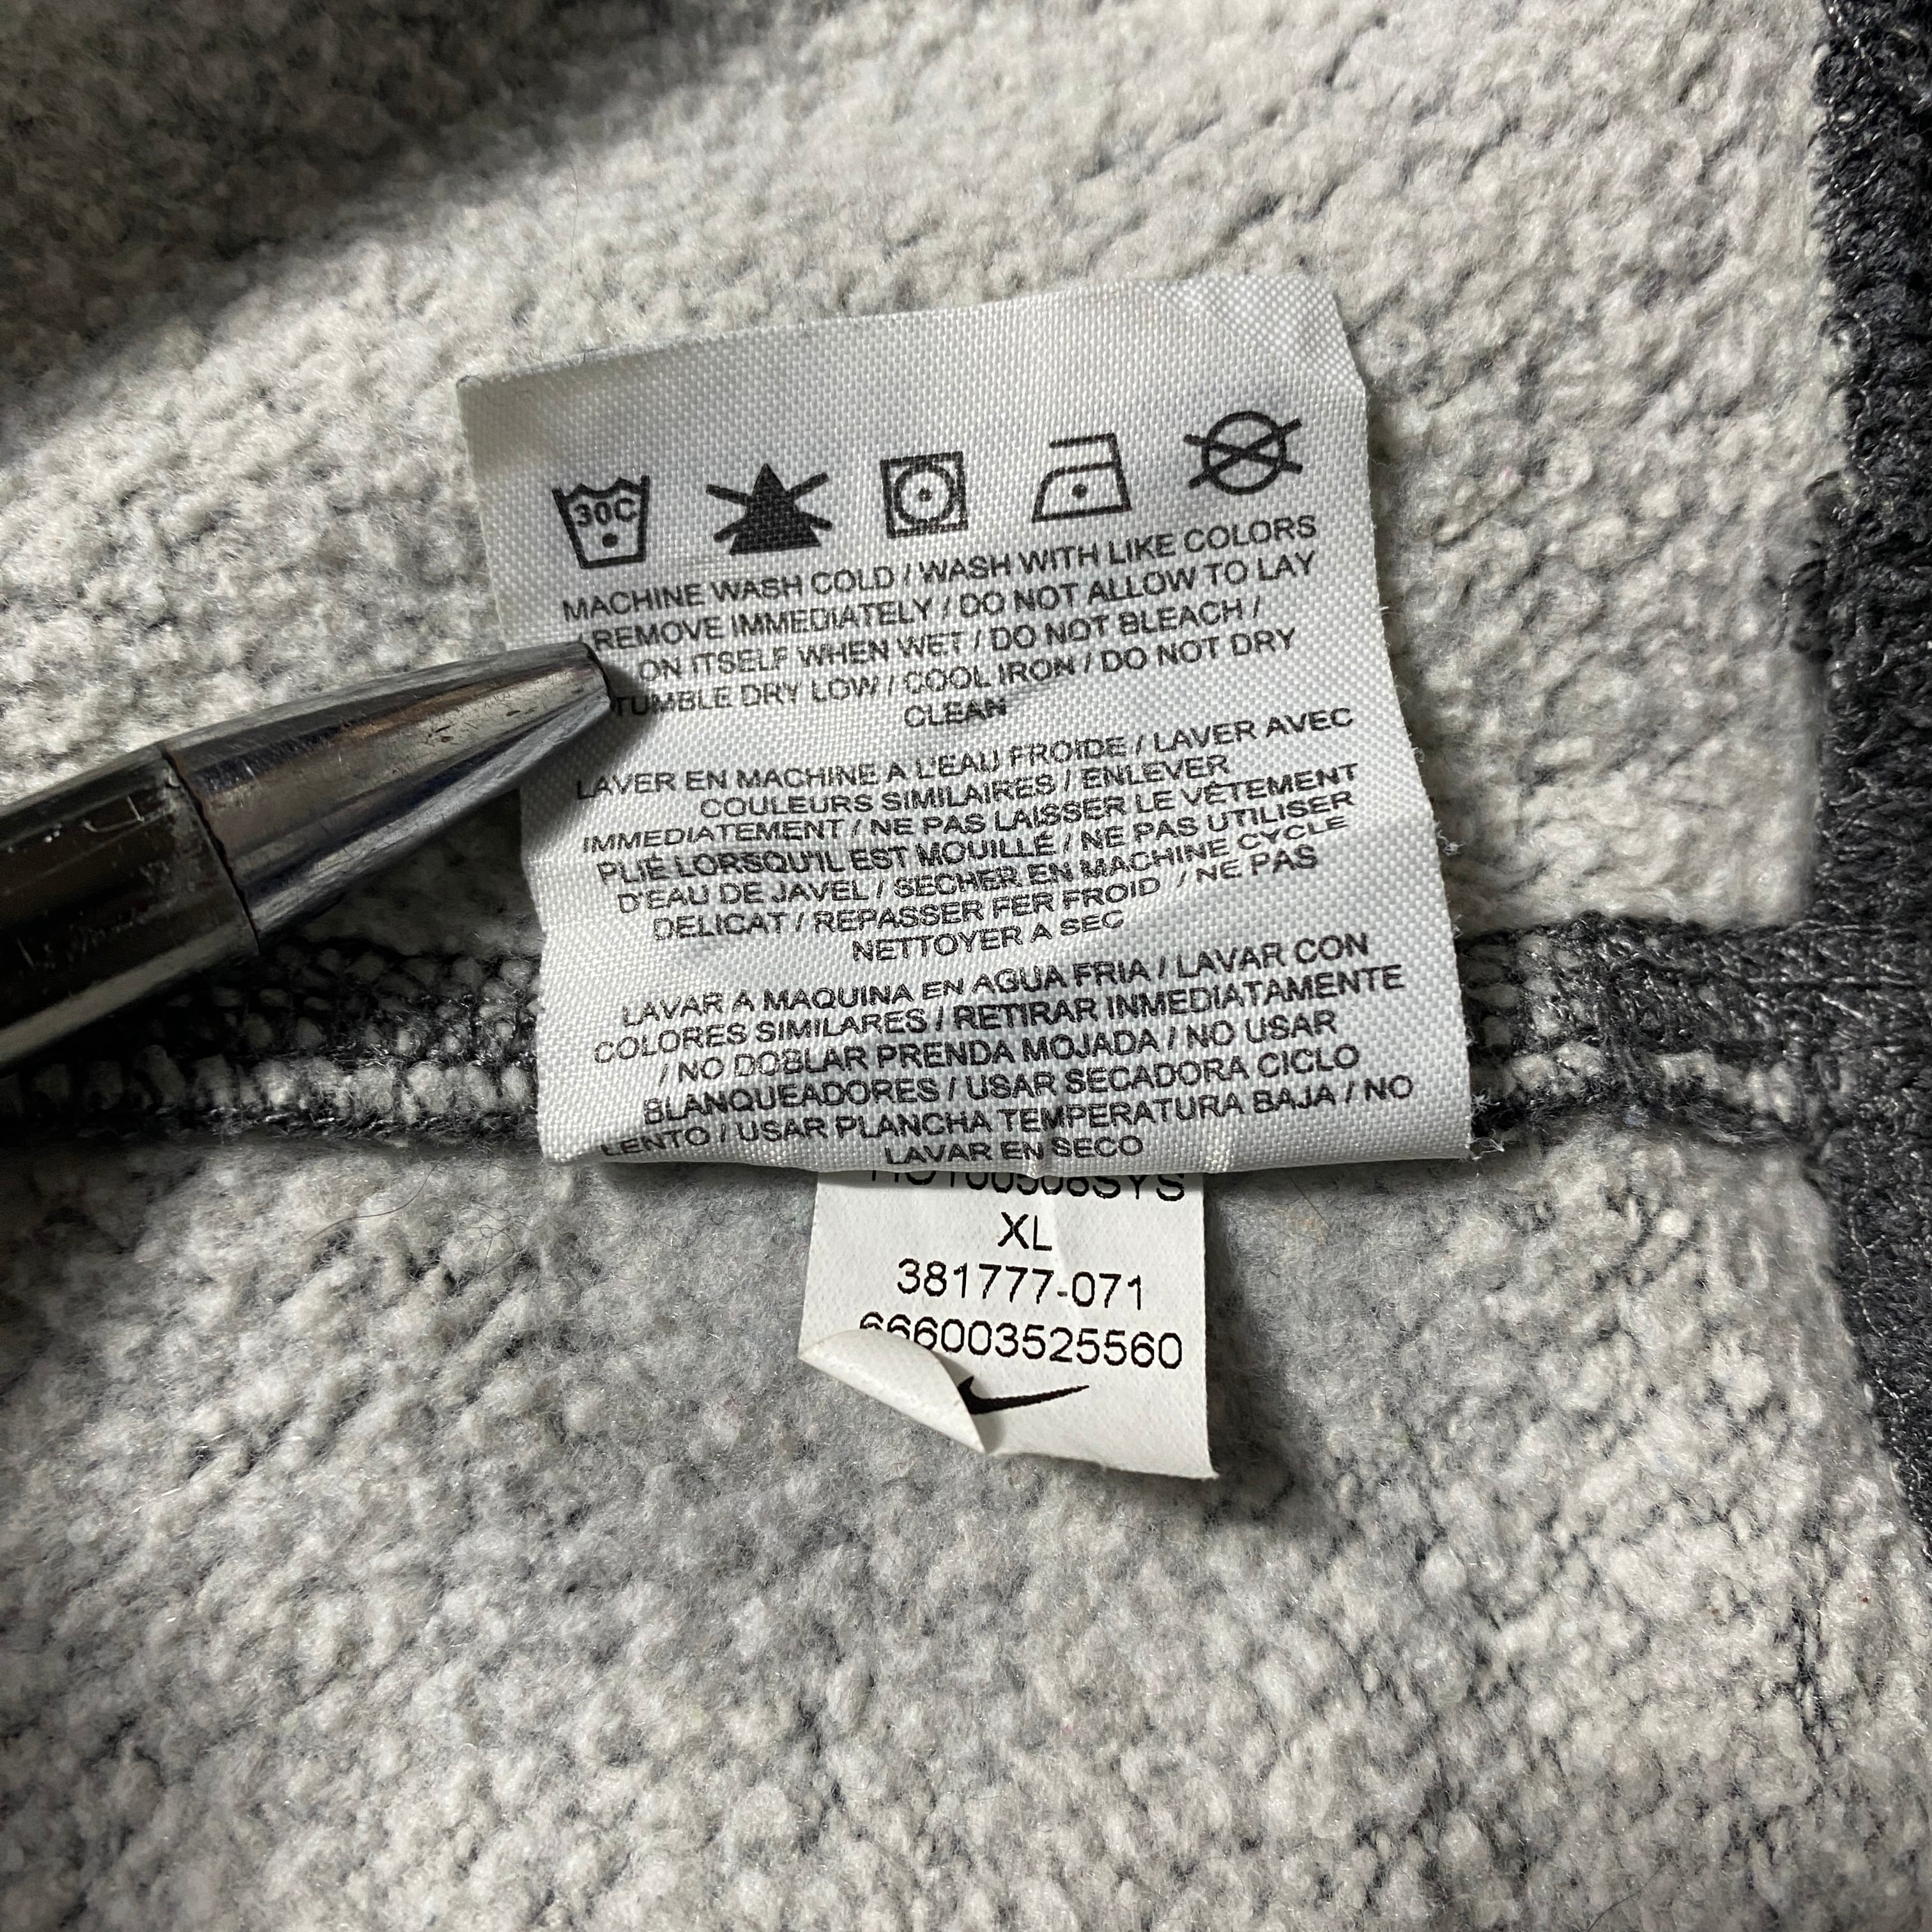 30C
MACHINE WASH COLD / WASH WITH LIKE COLORS
/ REMOVE IMMEDIATELY / DO NOT ALLOW TO LAY
ON ITSELF WHEN WET / DO NOT BLEACH /
TUMBLE DRY LOW / COOL IRON / DO NOT DRY
CLEAN
LAVER EN MACHINE A L'EAU FROIDE / LAVER AVEC
COULEURS SIMILAIRES / ENLEVER
IMMEDIATEMENT / NE PAS LAISSER LE VÊTEMENT
PLIÉ LORSQU'IL EST MOUILLÉ / NE PAS UTILISER
D'EAU DE JAVEL / SECHER EN MACHINE CYCLE
DELICAT / REPASSER FER FROID / NE PAS
NETTOYER A SEC
LAVAR A MAQUINA EN AGUA FRIA / LAVAR CON
COLORES SIMILARES / RETIRAR INMEDIATAMENTE
/ NO DOBLAR PRENDA MOJADA / NO USAR
BLANQUEADORES / USAR SECADORA CICLO
LENTO / USAR PLANCHA TEMPERATURA BAJA / NO
LAVAR EN SECO
XL
381777-071
666003525560